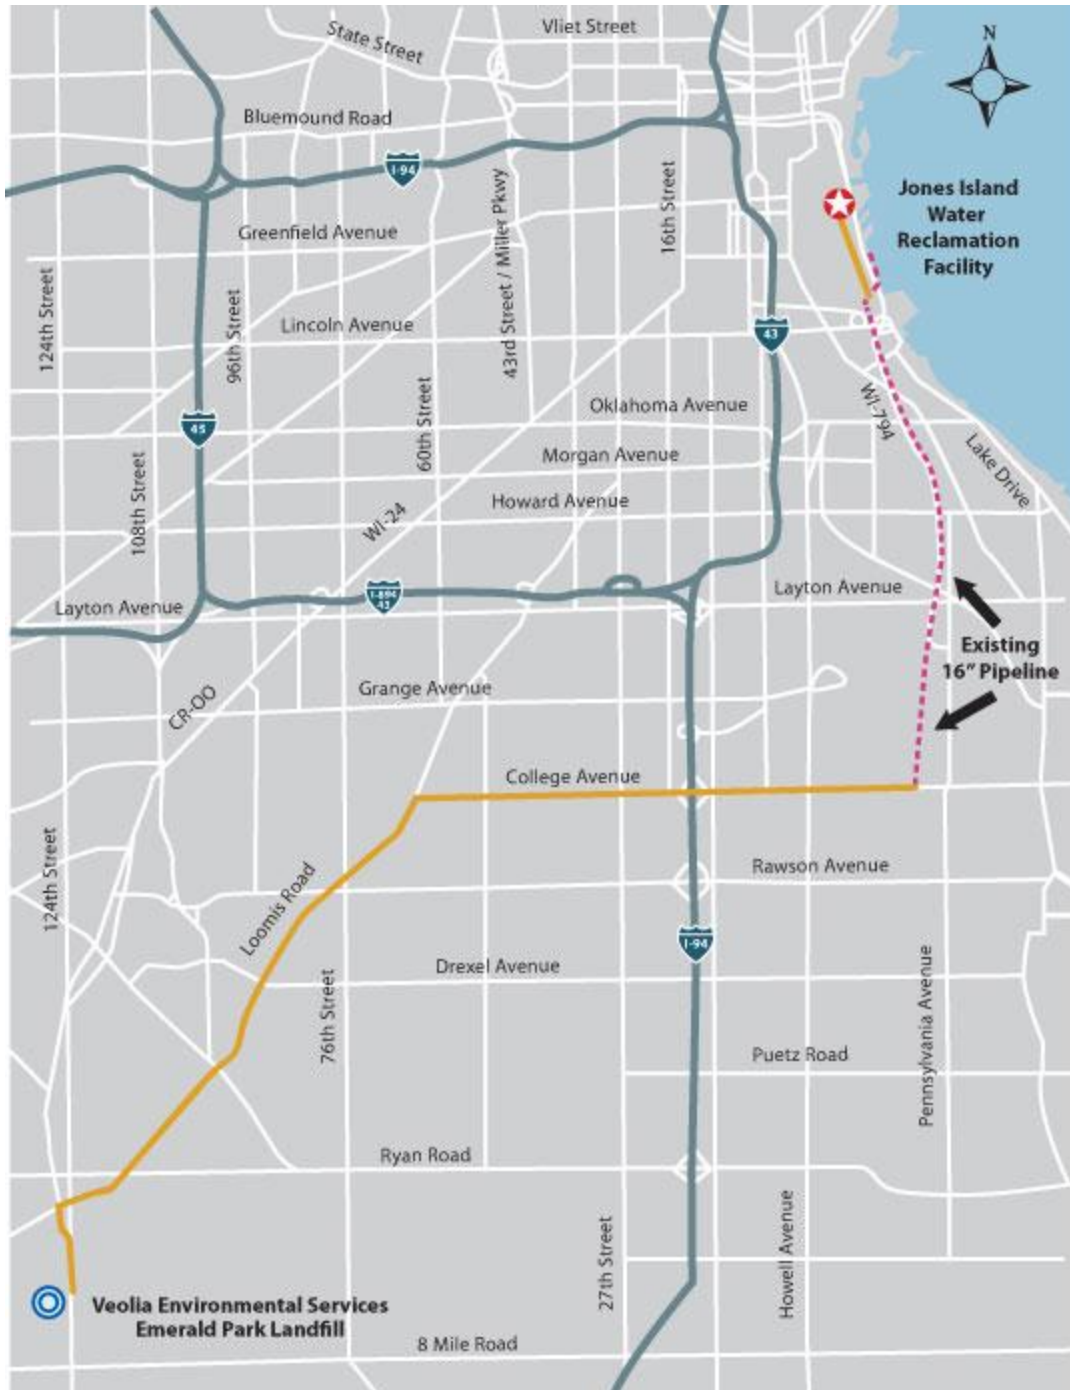 State Street
Vliet Street
N
Bluemound Road
I-94
Jones Island
Water
Reclamation
Facility
16th Street
43rd Street / Miller Pkwy
Greenfield Avenue
124th Street
96th Street
Lincoln Avenue
43
60th Street
Oklahoma Avenue
WI-794
45
Morgan Avenue
Lake Drive
108th Street
Howard Avenue
WI-24
I-894
43
Layton Avenue
Layton Avenue
Existing
16" Pipeline
Grange Avenue
CR-OO
College Avenue
124th Street
Loomis Road
Rawson Avenue
I-94
Drexel Avenue
76th Street
Pennsylvania Avenue
Puetz Road
Ryan Road
27th Street
Howell Avenue
Veolia Environmental Services
Emerald Park Landfill
8 Mile Road